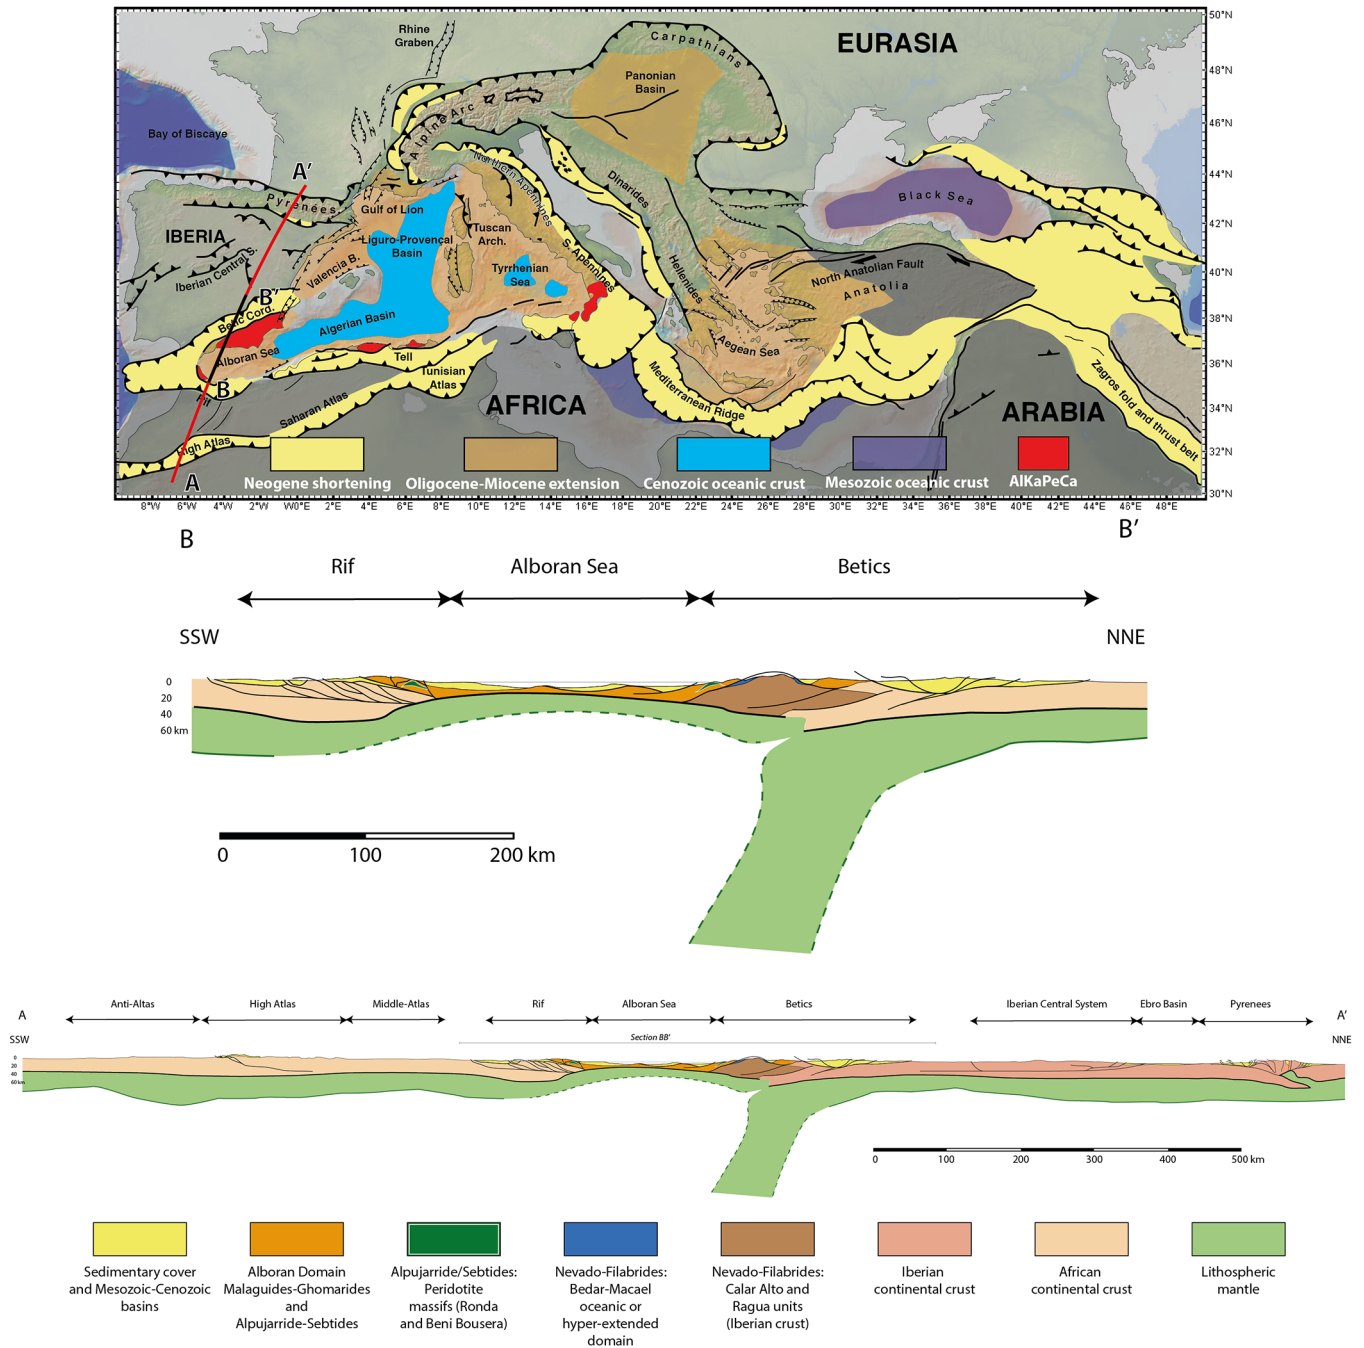 Rhine
Graben
Carpathians
EURASIA
50°N
48°N
46°N
44°N
42°N
40°N
38°N
36°N
34°N
32°N
30°N
Panonian
Basin
Bay of Biscaye
Alpine Arc
A'
Pyrénées
Northern Apennines
Dinarides
Black Sea
Gulf of Lion
IBERIA
Tuscan
Arch.
Liguro-Provençal
Basin
Iberian Central S.
Valencia B.
S. Apennines
Hellenides
Tyrrhenian
Sea
North Anatolian Fault
Anatolia
B'
Betic Cord.
Algerian Basin
Alboran Sea
Aegean Sea
Tell
Tunisian
Atlas
B
Rif
Saharan Atlas
AFRICA
Mediterranean Ridge
ARABIA
Zagros fold and thrust belt
High Atlas
A
Neogene shortening
Oligocene-Miocene extension
Cenozoic oceanic crust
Mesozoic oceanic crust
AlKaPeCa
8°W 6°W 4°W 2°W W0°E 2°E 4°E 6°E 8°E 10°E 12°E 14°E 16°E 18°E 20°E 22°E 24°E 26°E 28°E 30°E 32°E 34°E 36°E 38°E 40°E 42°E 44°E 46°E 48°E
B
B'
Rif
Alboran Sea
Betics
SSW
NNE
0
20
40
60 km
0 100 200 km
A
Anti-Altas
High Atlas
Middle-Atlas
Rif
Alboran Sea
Betics
Iberian Central System
Ebro Basin
Pyrenees
A'
SSW
NNE
Section BB'
0
20
40
60 km
0 100 200 300 400 500 km
Sedimentary cover
and Mesozoic-Cenozoic
basins
Alboran Domain
Malaguides-Ghomarides
and
Alpujarride-Sebtides
Alpujarride/Sebtides:
Peridotite
massifs (Ronda
and Beni Bousera)
Nevado-Filabrides:
Bedar-Macael
oceanic or
hyper-extended
domain
Nevado-Filabrides:
Calar Alto and
Ragua units
(Iberian crust)
Iberian
continental crust
African
continental crust
Lithospheric
mantle